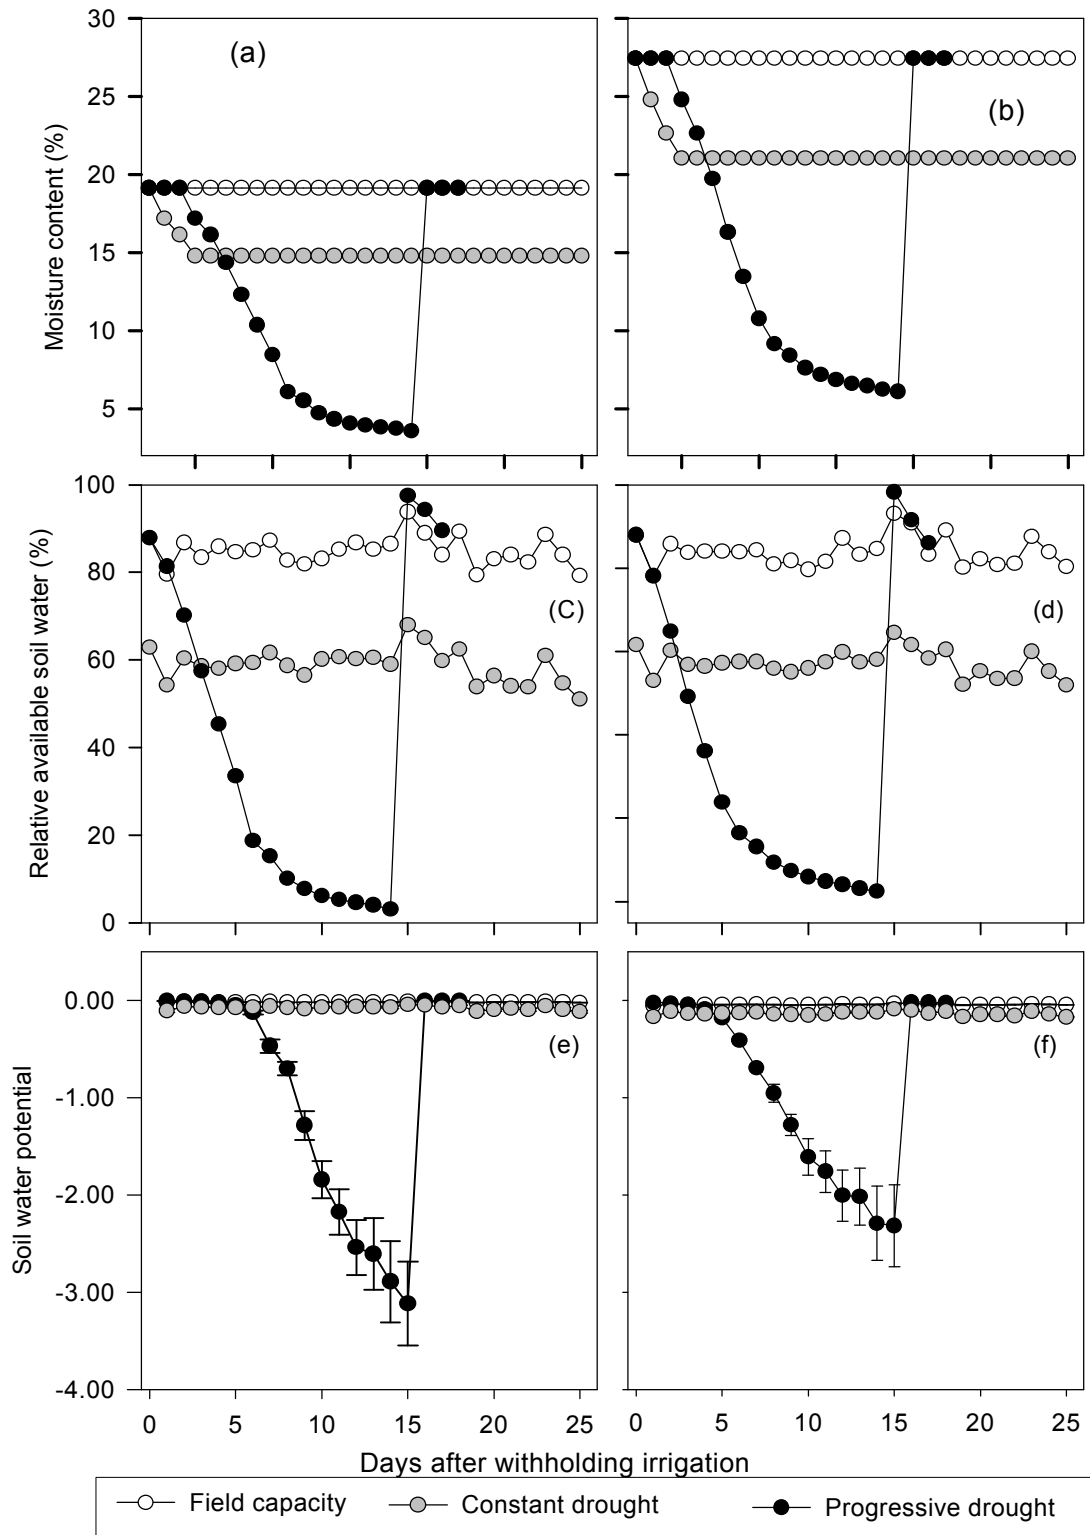 30
25
20
15
10
5
Moisture content (%)
(a)
(b)
100
80
60
40
20
0
Relative available soil water (%)
(C)
(d)
0.00
-1.00
-2.00
-3.00
-4.00
Soil water potential
(e)
(f)
0 5 10 15 20 25 0 5 10 15 20 25
Days after withholding irrigation
Field capacity Constant drought Progressive drought